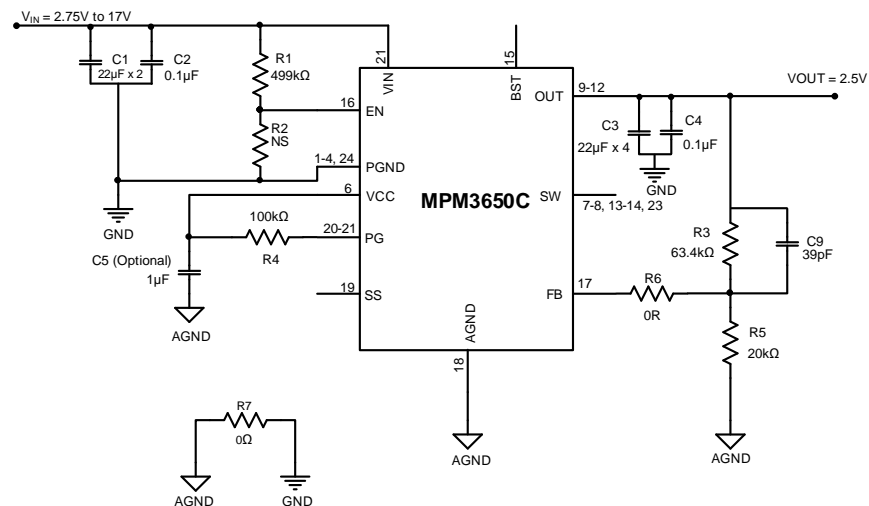 VIN = 2.75V to 17V
C1
22µF x 2
C2
0.1µF
R1
499kΩ
R2
NS
GND
21
VIN
15
BST
16
EN
1-4, 24
PGND
6
VCC
100kΩ
R4
20-21
PG
C5 (Optional)
1µF
AGND
19
SS
MPM3650C
OUT
9-12
VOUT = 2.5V
C3
22µF x 4
C4
0.1µF
GND
SW
7-8, 13-14, 23
R3
63.4kΩ
C9
39pF
FB
17
R6
0R
R5
20kΩ
AGND
AGND
18
AGND
R7
0Ω
AGND
GND